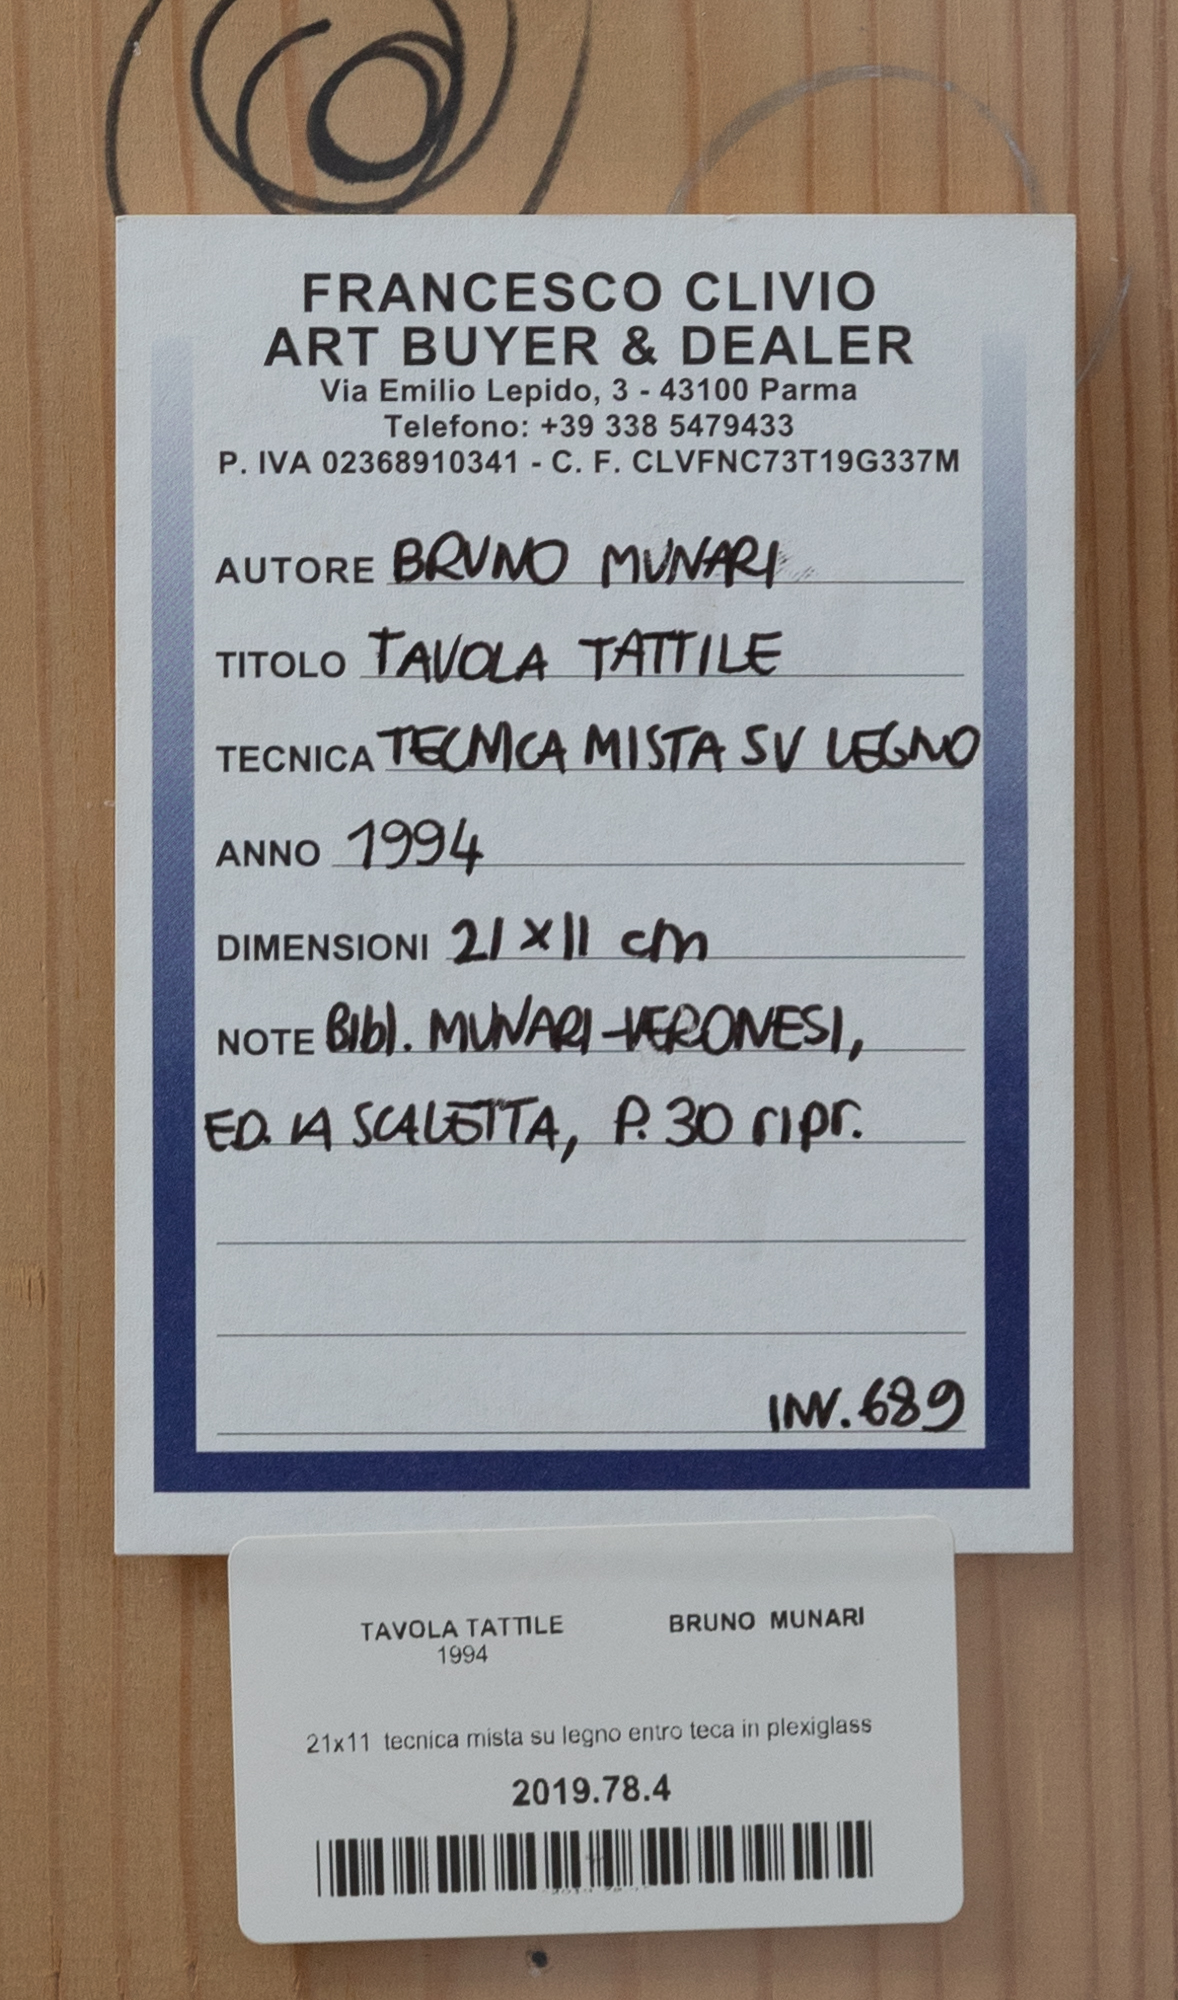 FRANCESCO CLIVIO
ART BUYER & DEALER
Via Emilio Lepido, 3 - 43100 Parma
Telefono: +39 338 5479433
P. IVA 02368910341 - C. F. CLVFNC73T19G337M
AUTORE BRUNO MUNARI
TITOLO TAVOLA TATTILE
TECNICA TECNICA MISTA SU LEGNO
ANNO 1994
DIMENSIONI 21 X 11 cm
NOTE Bibl. MUNARI-VERONESI,
ED. LA SCALETTA, P. 30 ripr.
INV. 689
TAVOLA TATTILE BRUNO MUNARI
1994
21x11 tecnica mista su legno entro teca in plexiglass
2019.78.4